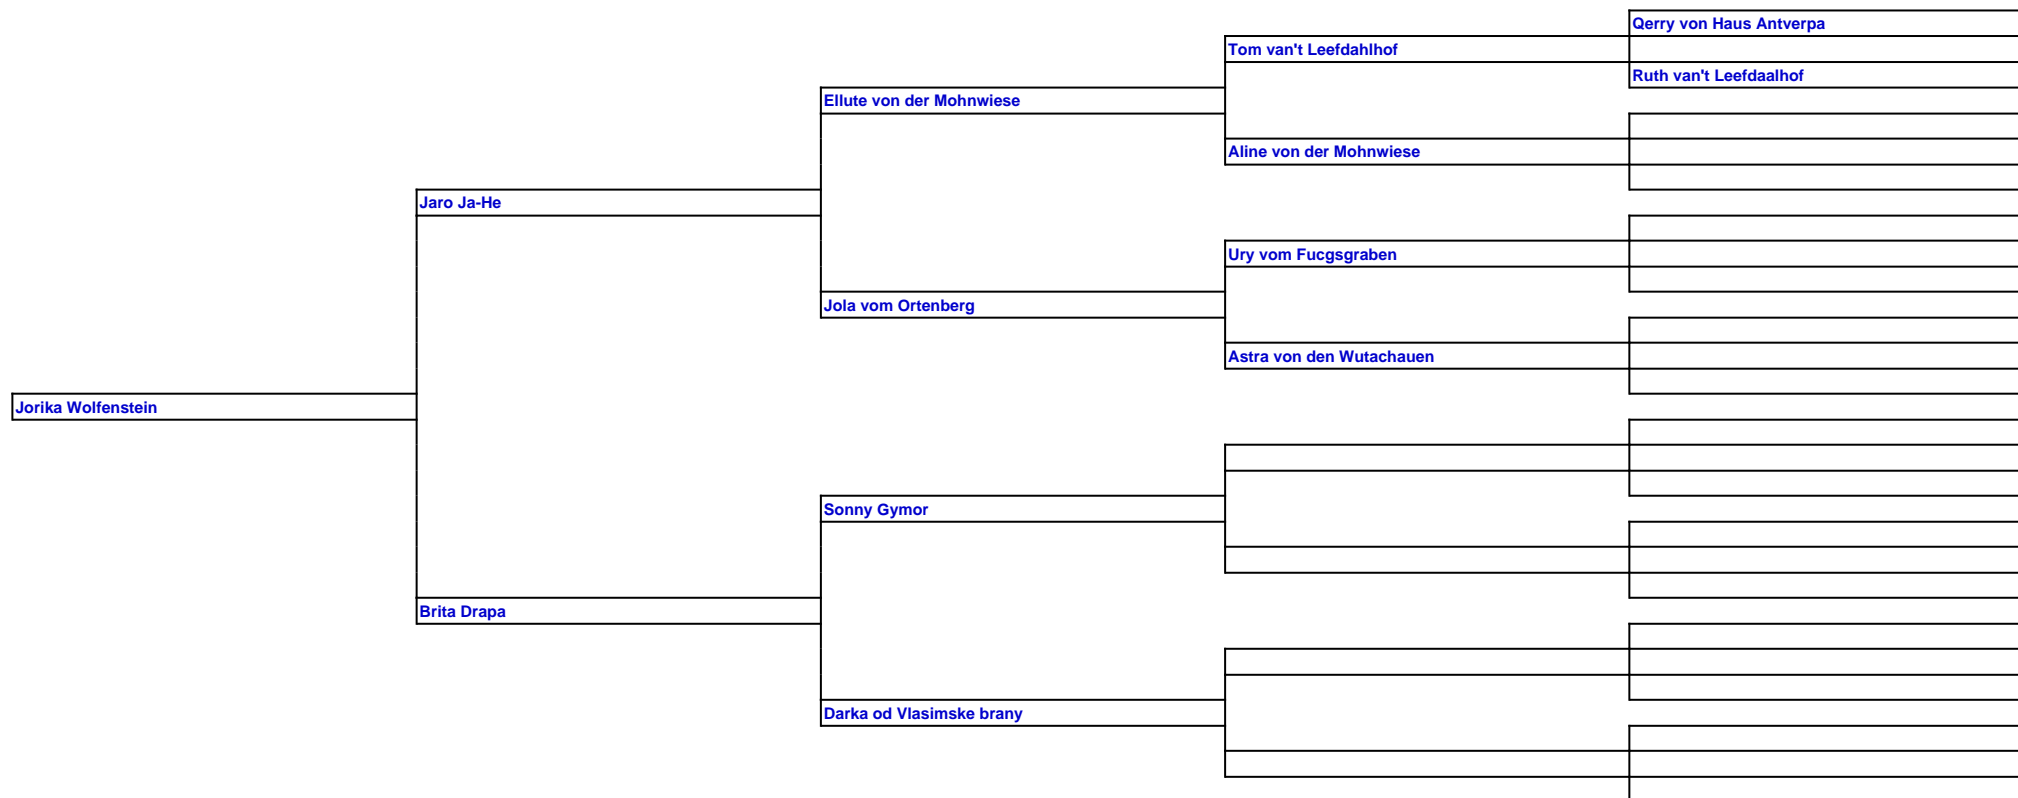 Qerry von Haus Antverpa
Tom van't Leefdahlhof
Ruth van't Leefdaalhof
Ellute von der Mohnwiese
Aline von der Mohnwiese
Jaro Ja-He
Ury vom Fucgsgraben
Jola vom Ortenberg
Astra von den Wutachauen
Jorika Wolfenstein
Sonny Gymor
Brita Drapa
Darka od Vlasimske brany